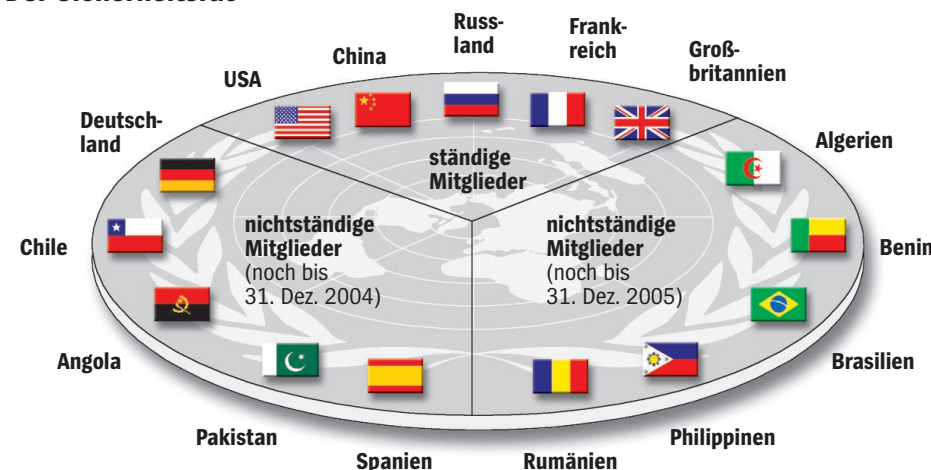 Der Sicherheitsrat
Russ-
land
Frank-
reich
Groß-
britannien
China
USA
Deutsch-
land
Algerien
ständige
Mitglieder
nichtständige
Mitglieder
(noch bis
31. Dez. 2004)
nichtständige
Mitglieder
(noch bis
31. Dez. 2005)
Chile
Benin
Angola
Brasilien
Pakistan
Philippinen
Spanien
Rumänien